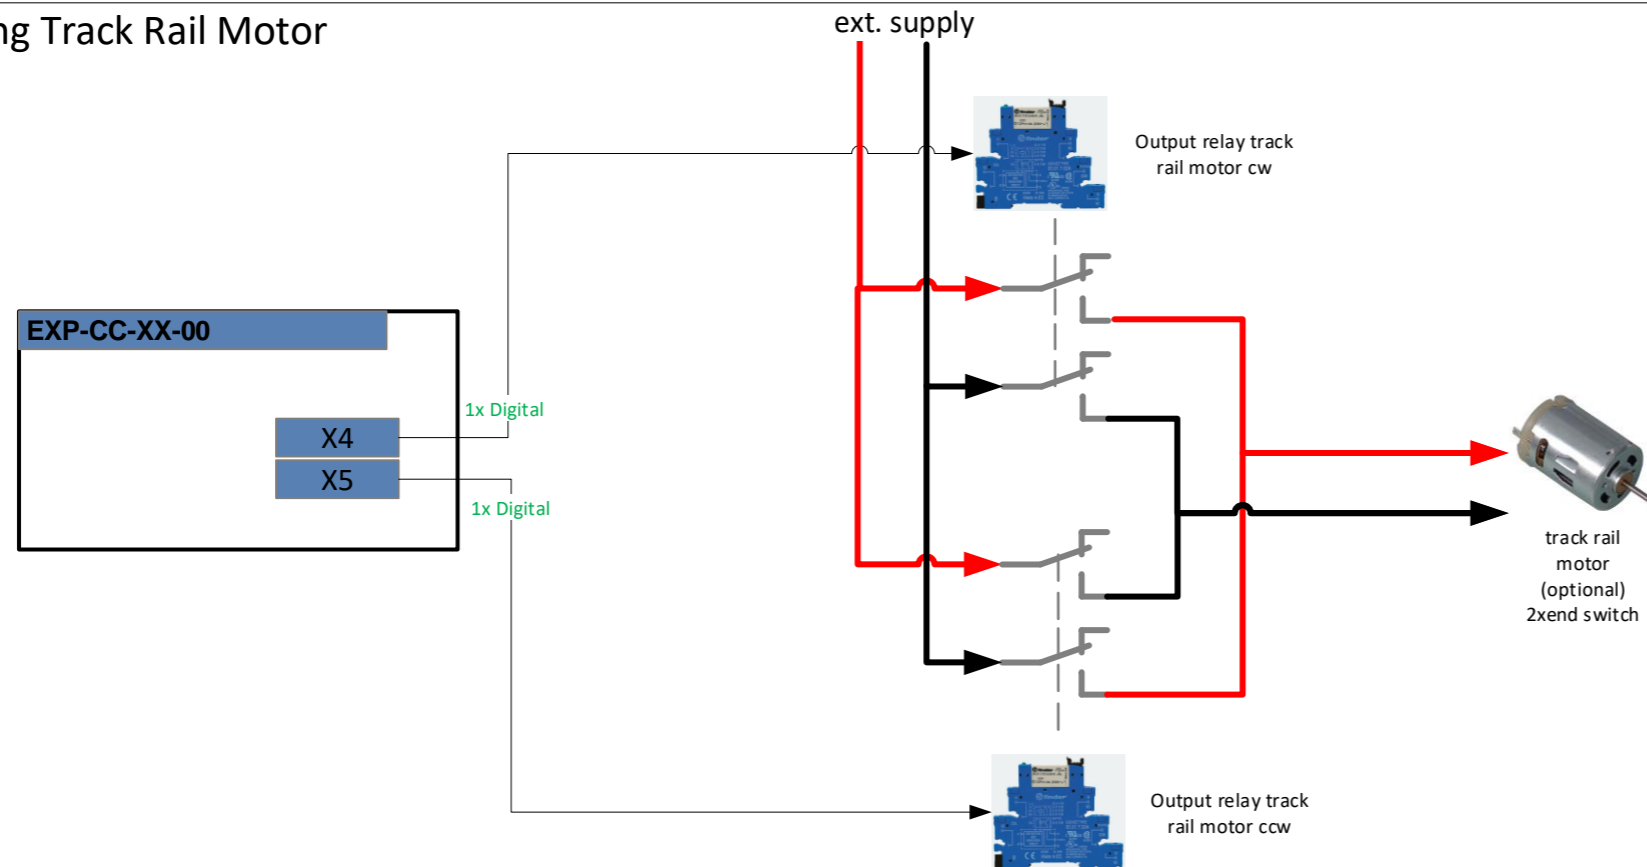 ng Track Rail Motor
ext. supply
Output relay track
rail motor cw
EXP-CC-XX-00
1x Digital
X4
X5
1x Digital
track rail
motor
(optional)
2xend switch
Output relay track
rail motor ccw